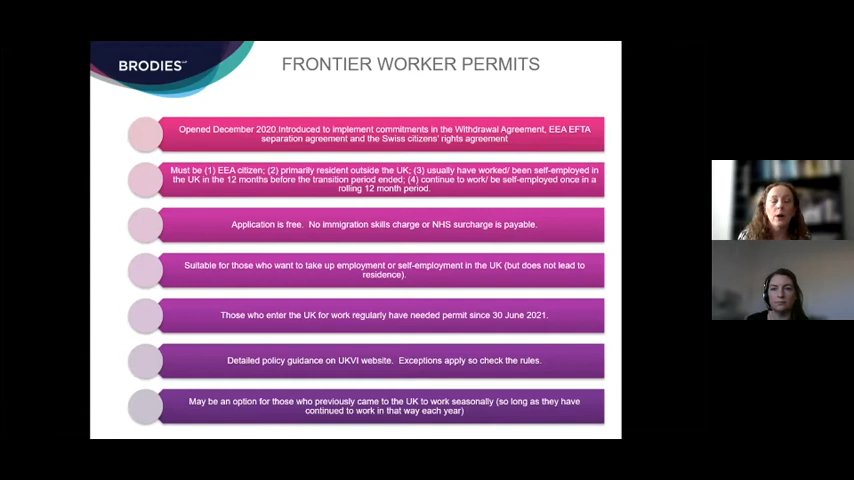 BRODIES LLP
FRONTIER WORKER PERMITS
Opened December 2020.Introduced to implement commitments in the Withdrawal Agreement, EEA EFTA
separation agreement and the Swiss citizens' rights agreement
Must be (1) EEA citizen; (2) primarily resident outside the UK; (3) usually have worked/ been self-employed in
the UK in the 12 months before the transition period ended; (4) continue to work/ be self-employed once in a
rolling 12 month period.
Application is free. No immigration skills charge or NHS surcharge is payable.
Suitable for those who want to take up employment or self-employment in the UK (but does not lead to
residence).
Those who enter the UK for work regularly have needed permit since 30 June 2021.
Detailed policy guidance on UKVI website. Exceptions apply so check the rules.
May be an option for those who previously came to the UK to work seasonally (so long as they have
continued to work in that way each year)